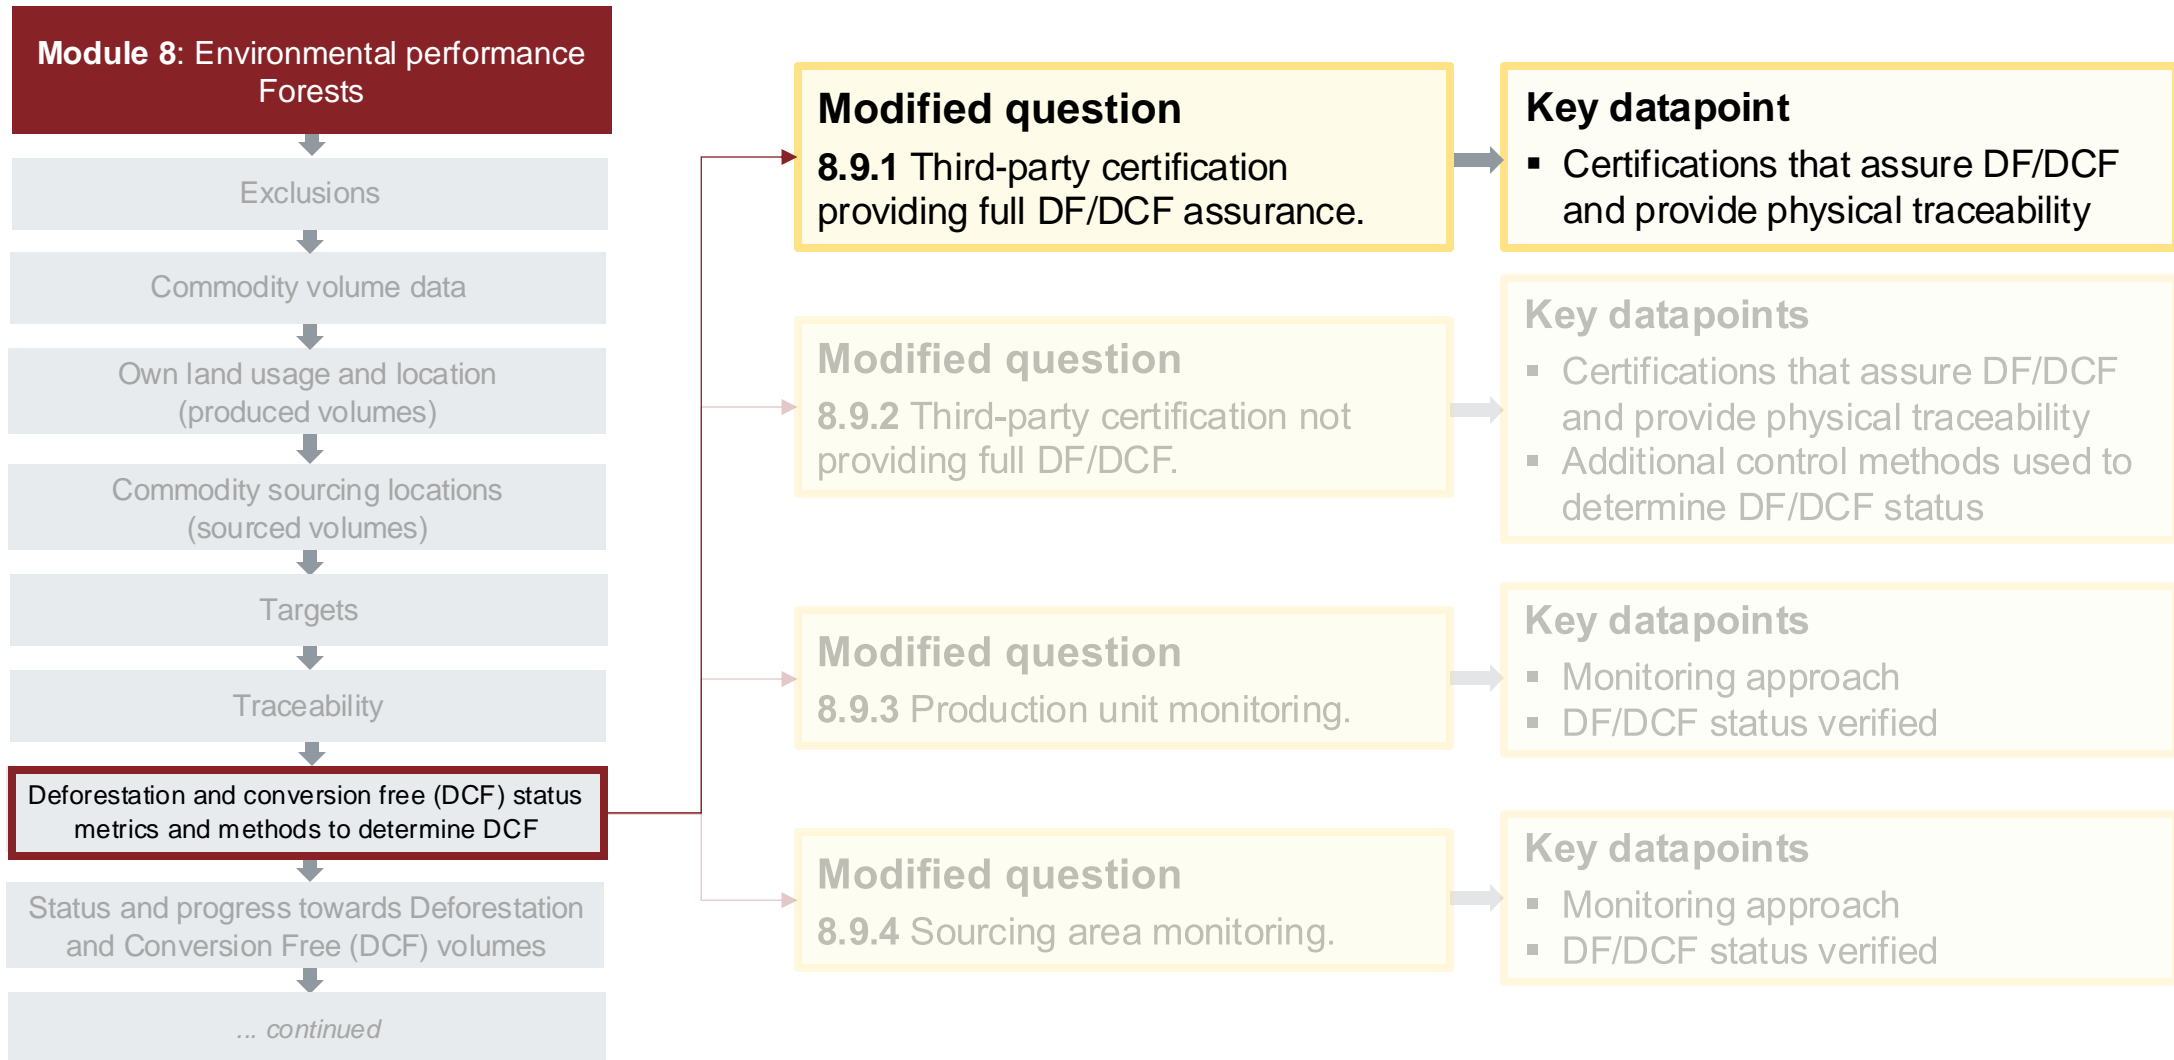 Module 8: Environmental performance
Forests
Exclusions
Commodity volume data
Own land usage and location
(produced volumes)
Commodity sourcing locations
(sourced volumes)
Targets
Traceability
Deforestation and conversion free (DCF) status
metrics and methods to determine DCF
Status and progress towards Deforestation
and Conversion Free (DCF) volumes
... continued
Modified question
8.9.1 Third-party certification
providing full DF/DCF assurance.
Key datapoint
▪ Certifications that assure DF/DCF
and provide physical traceability
Modified question
8.9.2 Third-party certification not
providing full DF/DCF.
Key datapoints
▪ Certifications that assure DF/DCF
and provide physical traceability
▪ Additional control methods used to
determine DF/DCF status
Modified question
8.9.3 Production unit monitoring.
Key datapoints
▪ Monitoring approach
▪ DF/DCF status verified
Modified question
8.9.4 Sourcing area monitoring.
Key datapoints
▪ Monitoring approach
▪ DF/DCF status verified